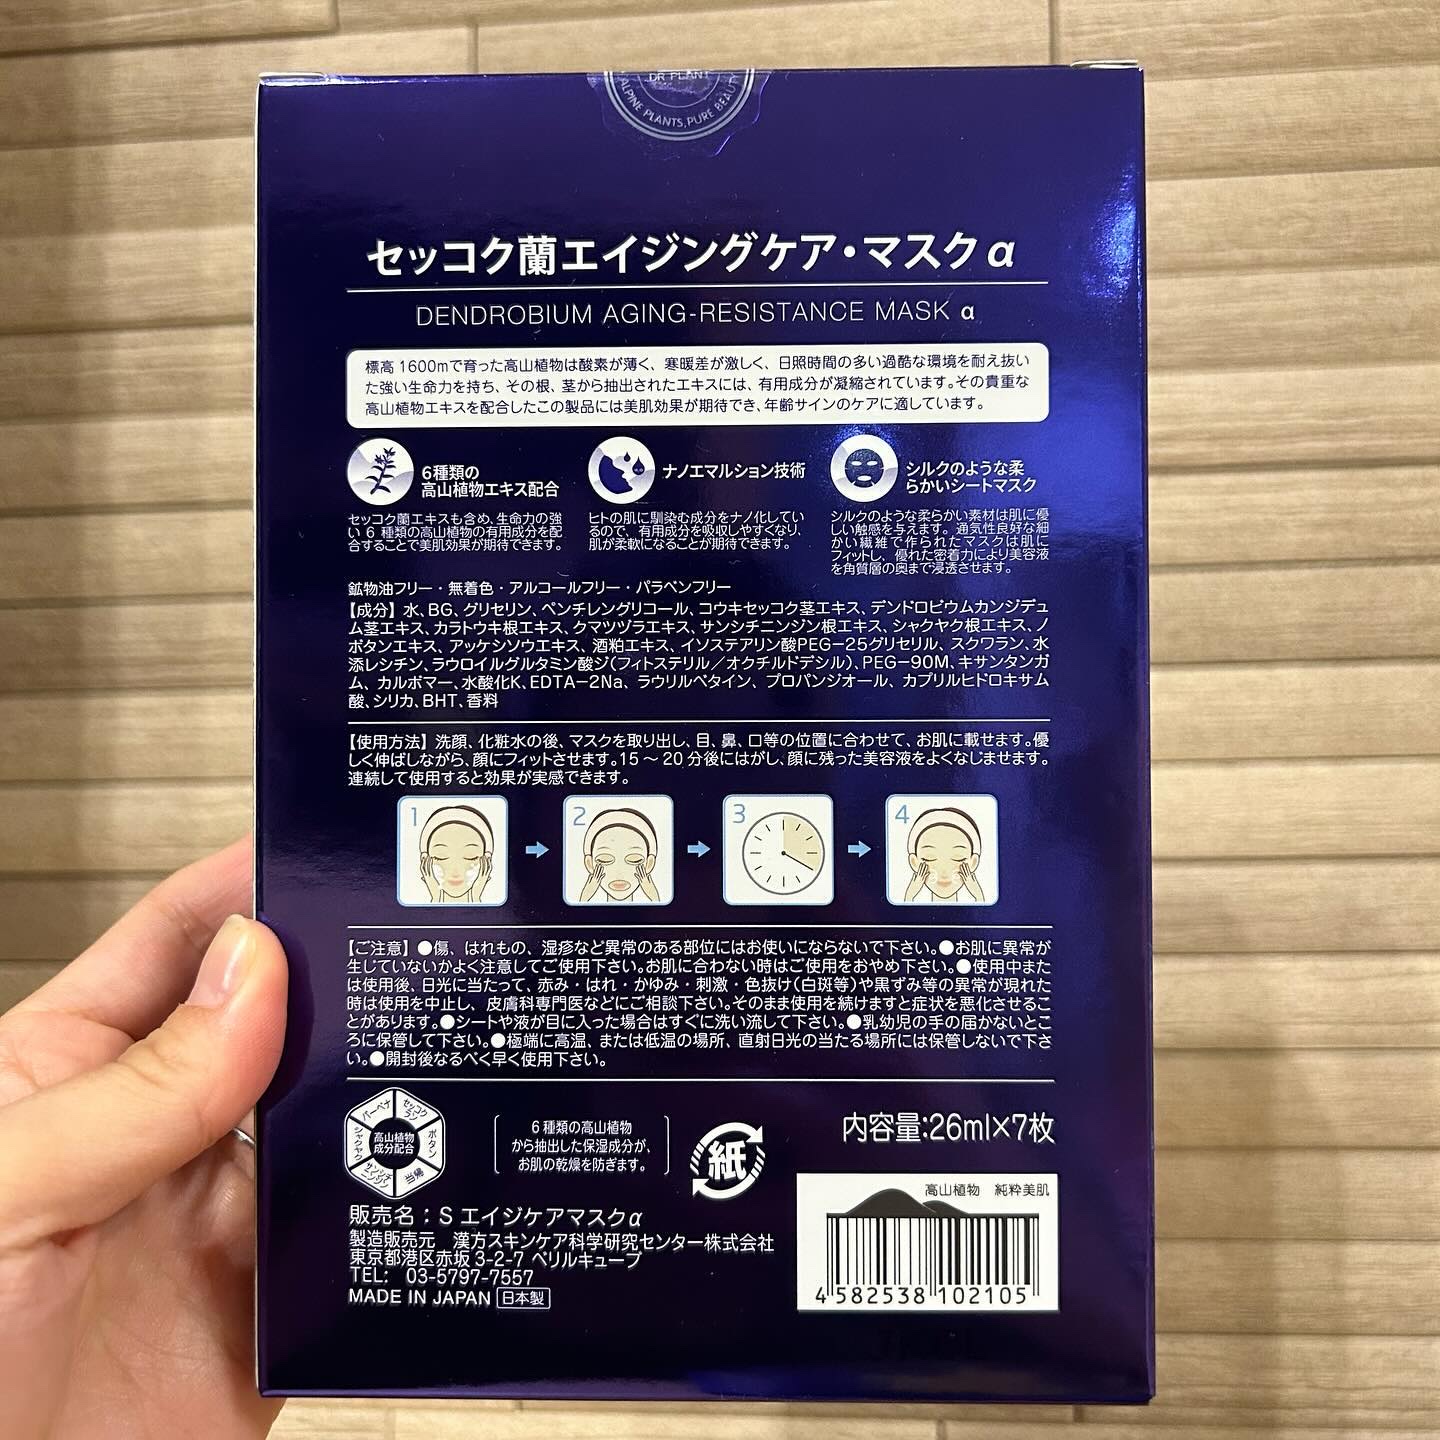 DR PLANT
ALPINE PLANTS, PURE BEAUTY
セッコク蘭エイジングケア・マスクα
DENDROBIUM AGING-RESISTANCE MASK α
標高1600mで育った高山植物は酸素が薄く、寒暖差が激しく、日照時間の多い過酷な環境を耐え抜い
た強い生命力を持ち、その根、茎から抽出されたエキスには、有用成分が凝縮されています。その貴重な
高山植物エキスを配合したこの製品には美肌効果が期待でき、年齢サインのケアに適しています。
6種類の
高山植物エキス配合
セッコク蘭エキスも含め、生命力の強
い 6 種類の高山植物の有用成分を配
合することで美肌効果が期待できます。
ナノエマルション技術
ヒトの肌に馴染む成分をナノ化してい
るので、有用成分を吸収しやすくなり、
肌が柔軟になることが期待できます。
シルクのような柔
らかいシートマスク
シルクのような柔らかい素材は肌に優
しい触感を与えます。通気性良好な細
かい繊維で作られたマスクは肌に
フィットし、優れた密着力により美容液
を角質層の奥まで浸透させます。
鉱物油フリー・無着色・アルコールフリー・パラベンフリー
【成分】水、BG、グリセリン、ペンチレングリコール、コウキセッコク茎エキス、デンドロビウムカンジデュ
ム茎エキス、カラトウキ根エキス、クマツヅラエキス、サンシチニンジン根エキス、シャクヤク根エキス、ノ
ボタンエキス、アッケシソウエキス、酒粕エキス、イソステアリン酸PEG-25グリセリル、スクワラン、水
添レシチン、ラウロイルグルタミン酸ジ(フィトステリル/オクチルドデシル)、PEG-90M、キサンタンガ
ム、カルボマー、水酸化K、EDTA-2Na、ラウリルベタイン、プロパンジオール、カプリルヒドロキサム
酸、シリカ、BHT、香料
【使用方法】洗顔、化粧水の後、マスクを取り出し、目、鼻、口等の位置に合わせて、お肌に載せます。優
しく伸ばしながら、顔にフィットさせます。15～20分後にはがし、顔に残った美容液をよくなじませます。
連続して使用すると効果が実感できます。
1
2
3
4
【ご注意】●傷、はれもの、湿疹など異常のある部位にはお使いにならないで下さい。●お肌に異常が
生じていないかよく注意してご使用下さい。お肌に合わない時はご使用をおやめ下さい。●使用中また
は使用後、日光に当たって、赤み・はれ・かゆみ・刺激・色抜け(白斑等)や黒ずみ等の異常が現れた
時は使用を中止し、皮膚科専門医などにご相談下さい。そのまま使用を続けますと症状を悪化させるこ
とがあります。●シートや液が目に入った場合はすぐに洗い流して下さい。●乳幼児の手の届かないとこ
ろに保管して下さい。●極端に高温、または低温の場所、直射日光の当たる場所には保管しないで下さ
い。●開封後なるべく早く使用下さい。
バーベナ
セッコク
ラン
ボタン
当帰
サンシチ
ニンジン
シャクヤク
高山植物
成分配合
6種類の高山植物
から抽出した保湿成分が、
お肌の乾燥を防ぎます。
紙
内容量:26ml×7枚
高山植物 純粋美肌
4 582538 102105
販売名：S エイジケアマスクα
製造販売元 漢方スキンケア科学研究センター株式会社
東京都港区赤坂3-2-7 ベリルキューブ
TEL: 03-5797-7557
MADE IN JAPAN 日本製